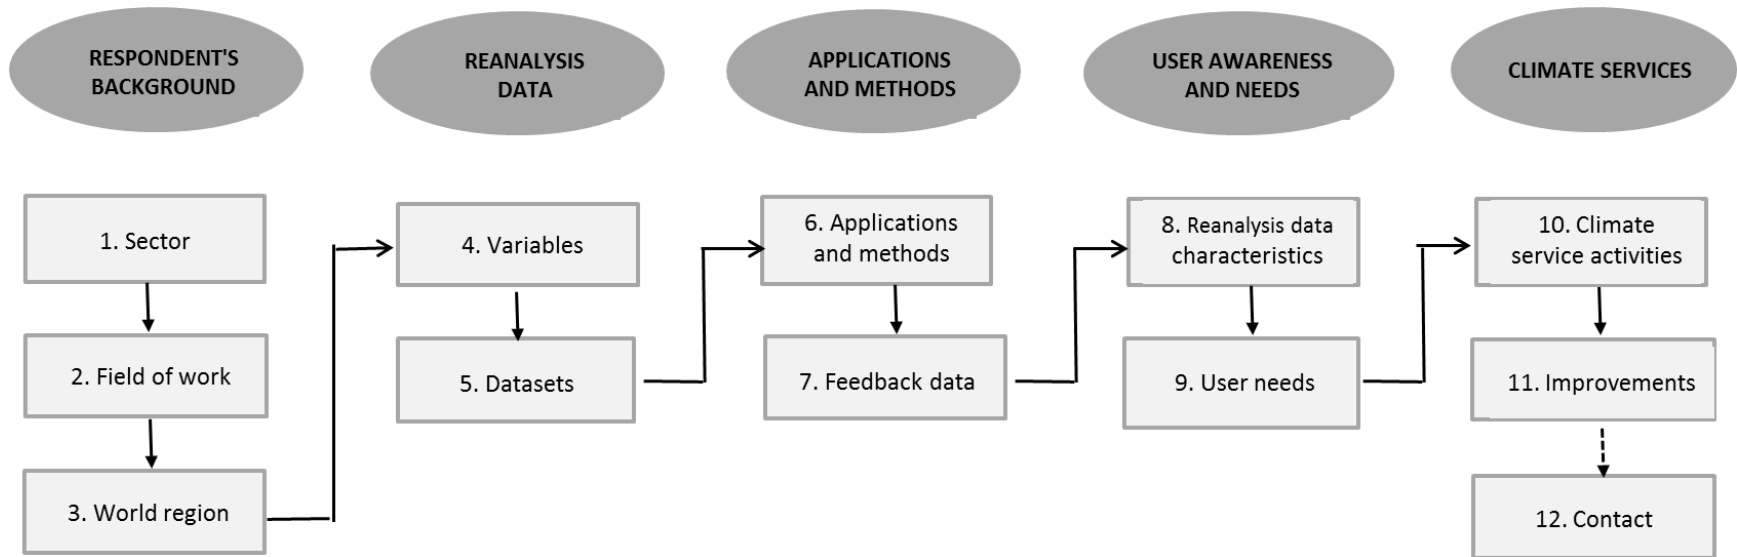 RESPONDENT'S
BACKGROUND
REANALYSIS
DATA
APPLICATIONS
AND METHODS
USER AWARENESS
AND NEEDS
CLIMATE SERVICES
1. Sector
2. Field of work
3. World region
4. Variables
5. Datasets
6. Applications
and methods
7. Feedback data
8. Reanalysis data
characteristics
9. User needs
10. Climate
service activities
11. Improvements
12. Contact